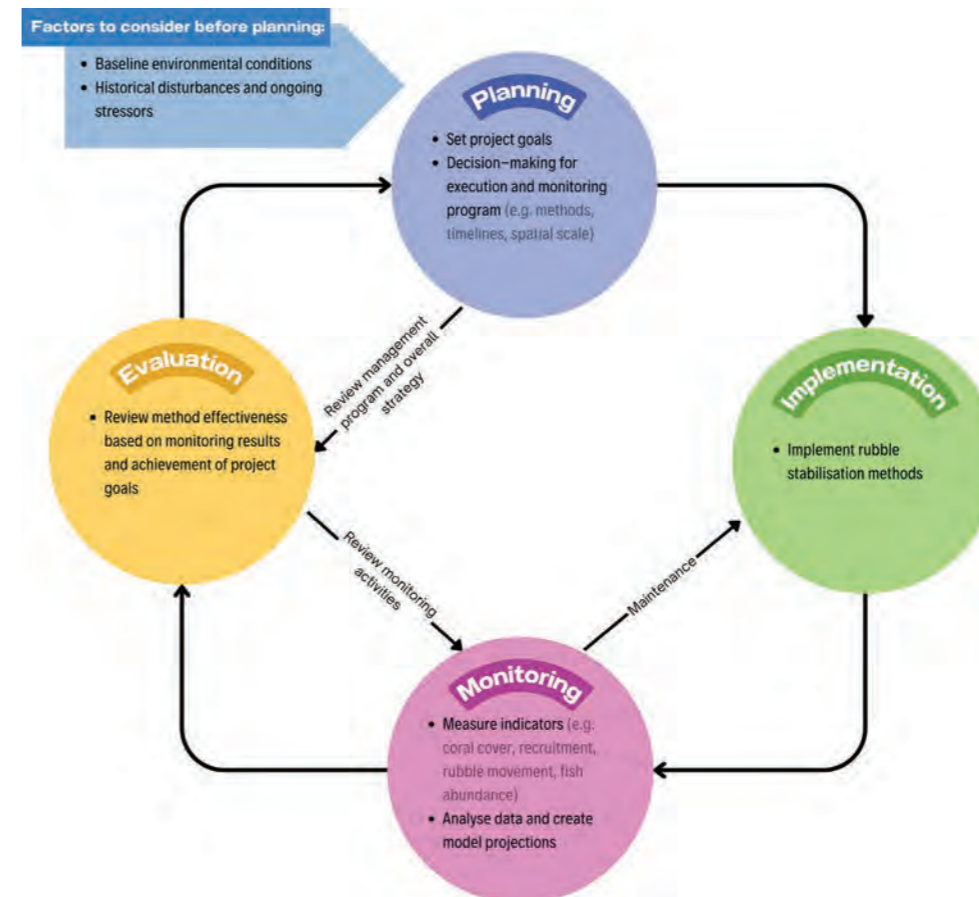 Factors to consider before planning:
• Baseline environmental conditions
• Historical disturbances and ongoing
stressors
Planning
• Set project goals
• Decision–making for
execution and monitoring
program (e.g. methods,
timelines, spatial scale)
Review management
program and overall
strategy
Evaluation
• Review method effectiveness
based on monitoring results
and achievement of project
goals
Implementation
• Implement rubble
stabilisation methods
Review monitoring
activities
Maintenance
Monitoring
• Measure indicators (e.g.
coral cover, recruitment,
rubble movement, fish
abundance)
• Analyse data and create
model projections